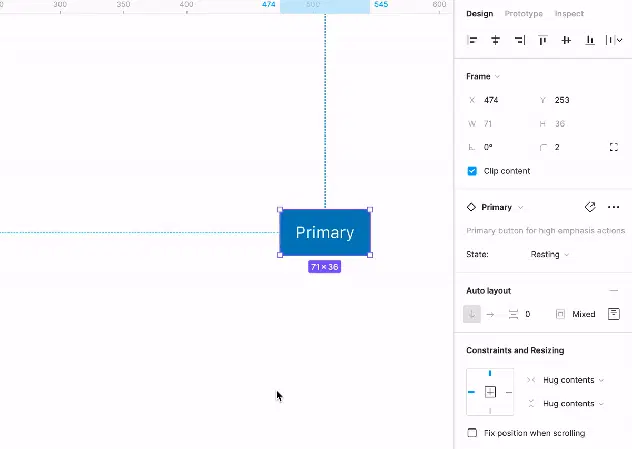 300 350 400 474 500 545 600
Primary
71 × 36
Design Prototype Inspect
Frame
X 474 Y 253
W 71 H 36
0° 2
Clip content
Primary
Primary button for high emphasis actions
State: Resting
Auto layout
0 Mixed
Constraints and Resizing
Hug contents
Hug contents
Fix position when scrolling